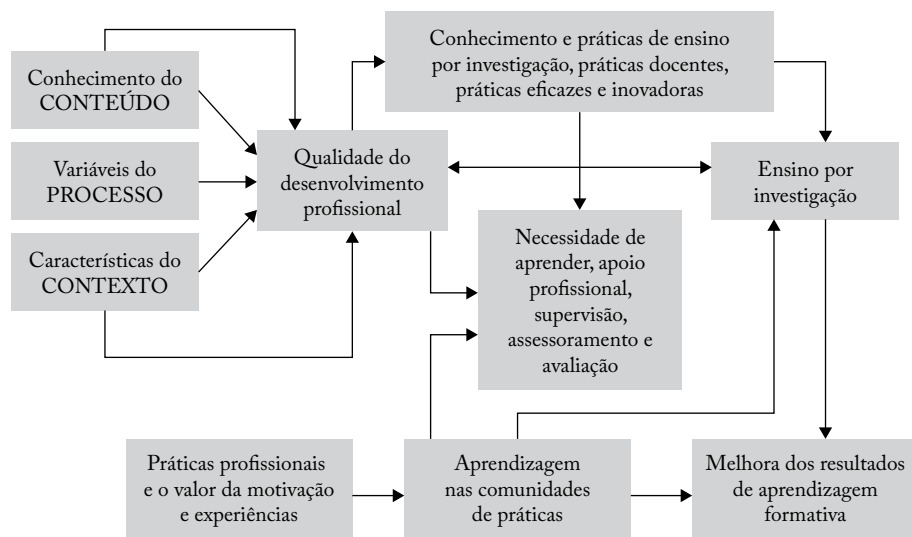 Conhecimento do
CONTEÚDO
Variáveis do
PROCESSO
Características do
CONTEXTO
Qualidade do
desenvolvimento
profissional
Conhecimento e práticas de ensino
por investigação, práticas docentes,
práticas eficazes e inovadoras
Ensino por
investigação
Necessidade de
aprender, apoio
profissional,
supervisão,
assessoramento e
avaliação
Práticas profissionais
e o valor da motivação
e experiências
Aprendizagem
nas comunidades
de práticas
Melhora dos resultados
de aprendizagem
formativa